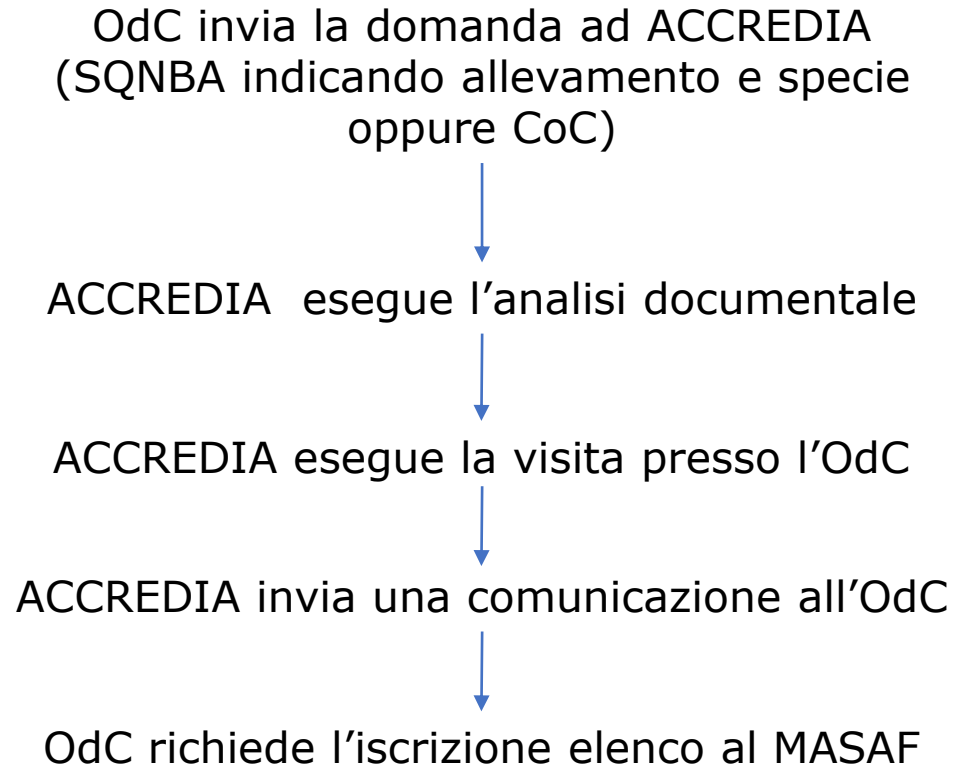 OdC invia la domanda ad ACCREDIA
(SQNBA indicando allevamento e specie
oppure CoC)
ACCREDIA  esegue l’analisi documentale
ACCREDIA esegue la visita presso l’OdC
ACCREDIA invia una comunicazione all’OdC
OdC richiede l’iscrizione elenco al MASAF